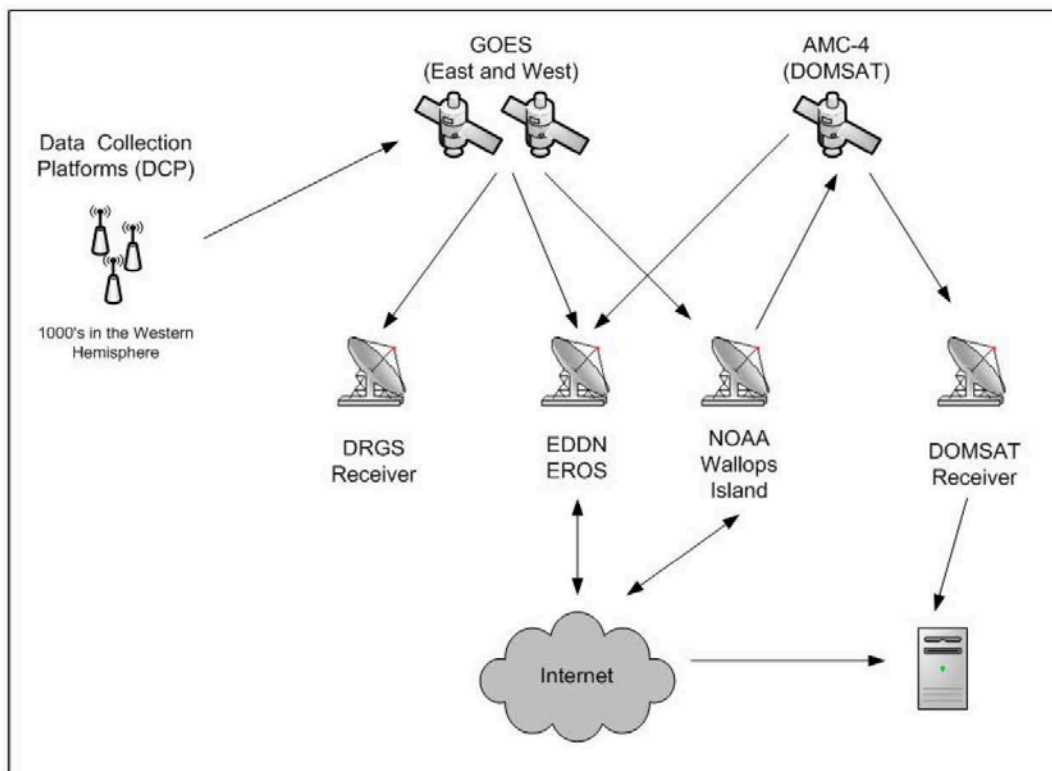 GOES
(East and West)
AMC-4
(DOMSAT)
Data Collection
Platforms (DCP)
1000's in the Western
Hemisphere
DRGS
Receiver
EDDN
EROS
NOAA
Wallops
Island
DOMSAT
Receiver
Internet